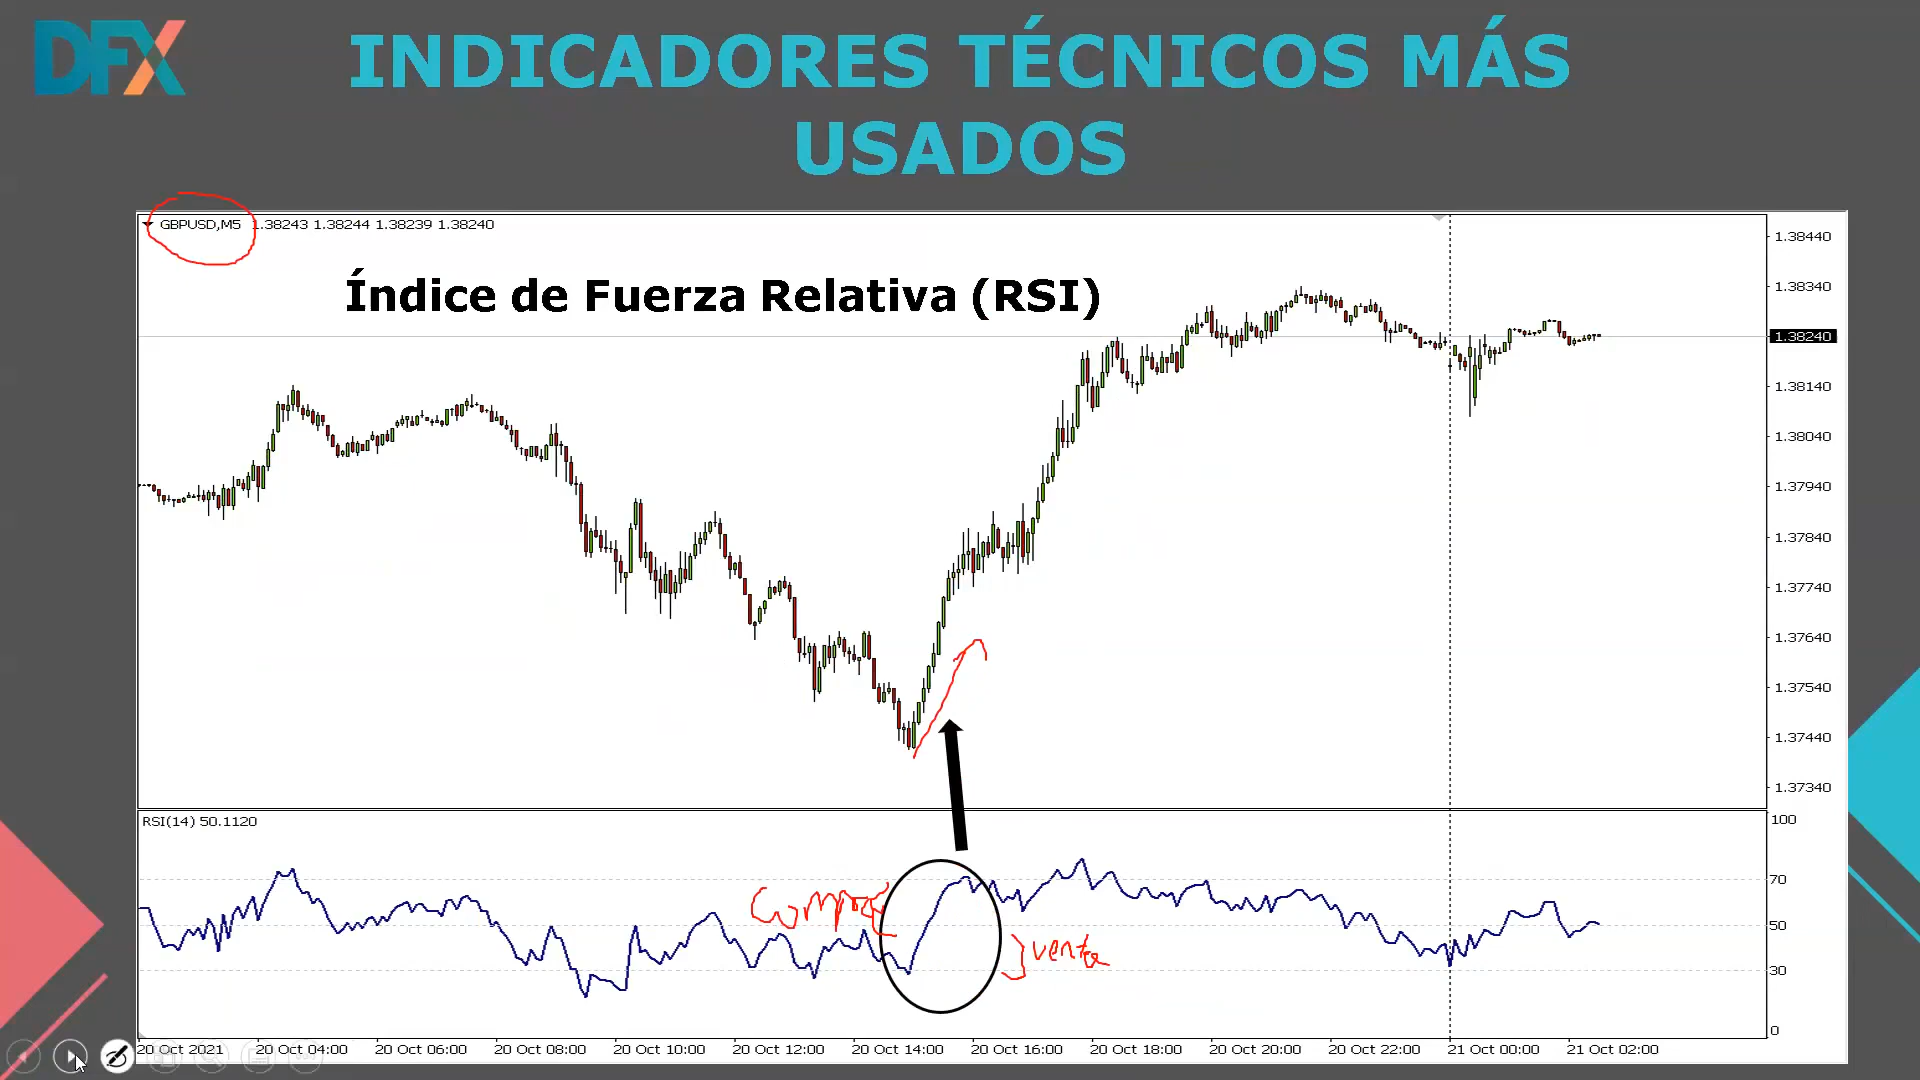 DFX
INDICADORES TÉCNICOS MÁS
USADOS
GBPUSD,M5 1.38243 1.38244 1.38239 1.38240
Índice de Fuerza Relativa (RSI)
1.38440
1.38340
1.38240
1.38140
1.38040
1.37940
1.37840
1.37740
1.37640
1.37540
1.37440
1.37340
RSI(14) 50.1120
100
70
50
30
0
Compra
venta
20 Oct 2021 20 Oct 04:00 20 Oct 06:00 20 Oct 08:00 20 Oct 10:00 20 Oct 12:00 20 Oct 14:00 20 Oct 16:00 20 Oct 18:00 20 Oct 20:00 20 Oct 22:00 21 Oct 00:00 21 Oct 02:00